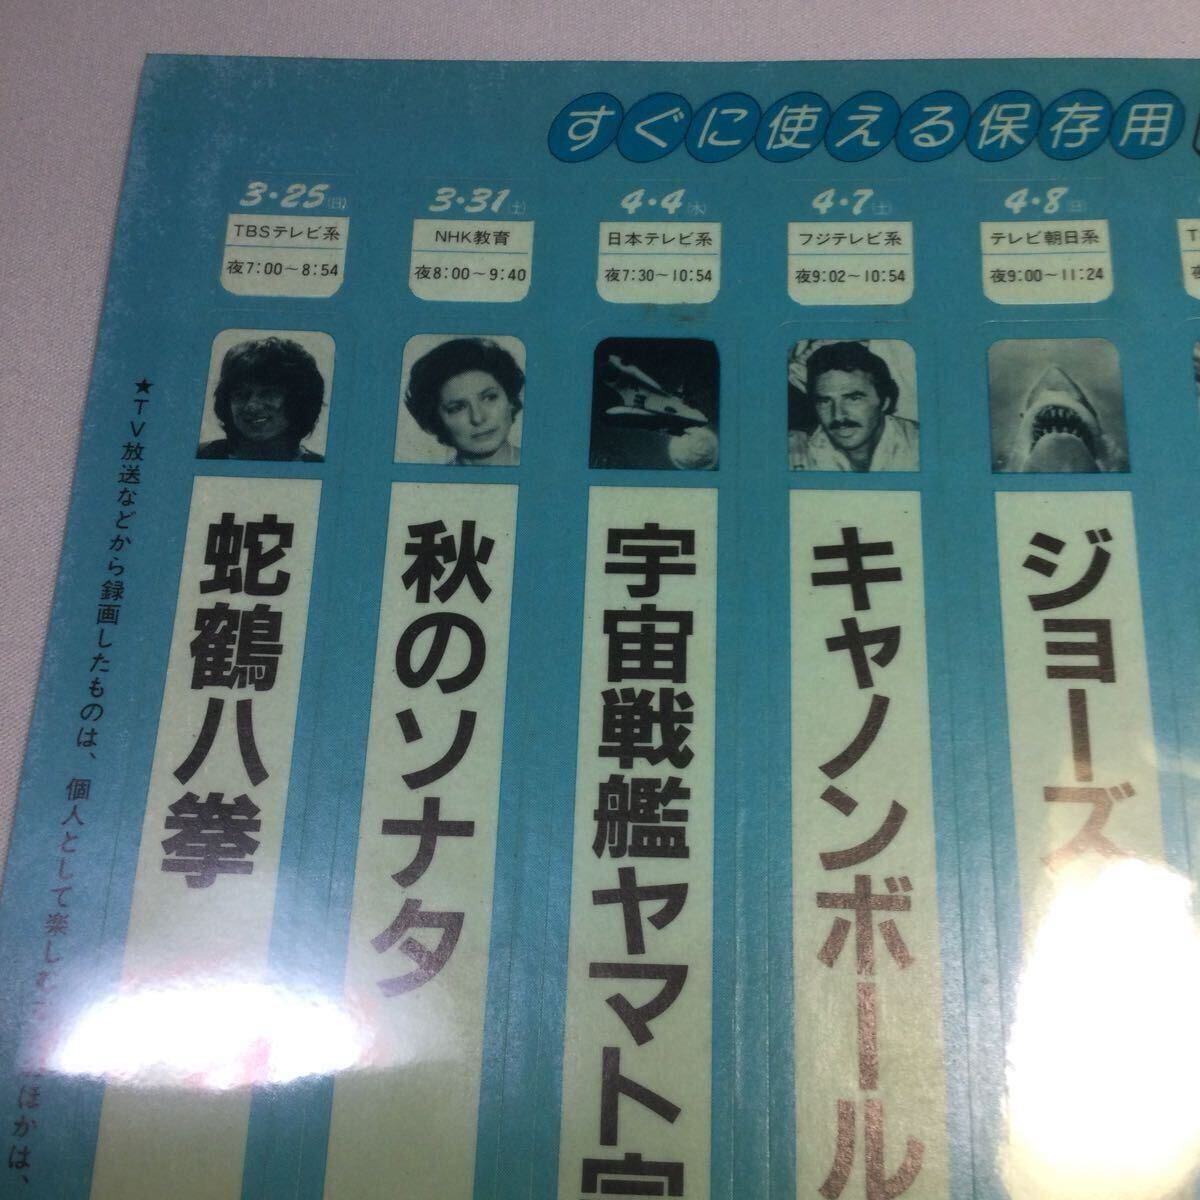 すぐに使える保存用
3・25(日)
TBSテレビ系
夜7:00〜8:54
蛇鶴八拳
3・31(土)
NHK教育
夜8:00〜9:40
秋のソナタ
4・4(水)
日本テレビ系
夜7:30〜10:54
宇宙戦艦ヤマト完
4・7(土)
フジテレビ系
夜9:02〜10:54
キャノンボール
4・8(日)
テレビ朝日系
夜9:00〜11:24
ジョーズ
★TV放送などから録画したものは、個人として楽しむ
ほかは、